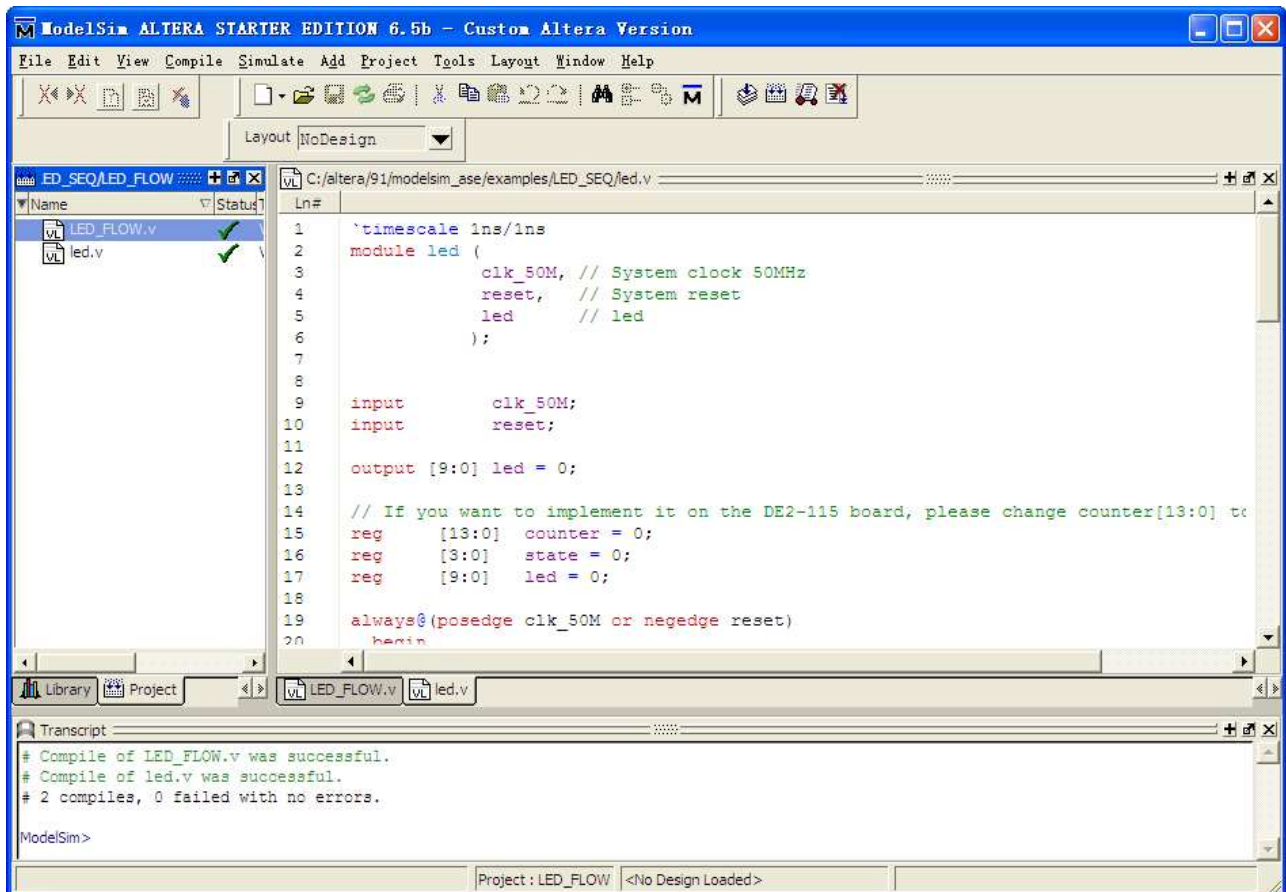 ModelSim ALTERA STARTER EDITION 6.5b - Custom Altera Version
File Edit View Compile Simulate Add Project Tools Layout Window Help
Layout NoDesign
ED_SEQ/LED_FLOW
C:/altera/91/modelsim_ase/examples/LED_SEQ/led.v
Name Status
Ln#
LED_FLOW.v
led.v
1 `timescale 1ns/1ns
2 module led (
3 clk_50M, // System clock 50MHz
4 reset, // System reset
5 led // led
6 );
7
8
9 input clk_50M;
10 input reset;
11
12 output [9:0] led = 0;
13
14 // If you want to implement it on the DE2-115 board, please change counter[13:0] to
15 reg [13:0] counter = 0;
16 reg [3:0] state = 0;
17 reg [9:0] led = 0;
18
19 always@(posedge clk_50M or negedge reset)
20 begin
Library Project LED_FLOW.v led.v
Transcript
# Compile of LED_FLOW.v was successful.
# Compile of led.v was successful.
# 2 compiles, 0 failed with no errors.
ModelSim>
Project : LED_FLOW <No Design Loaded>